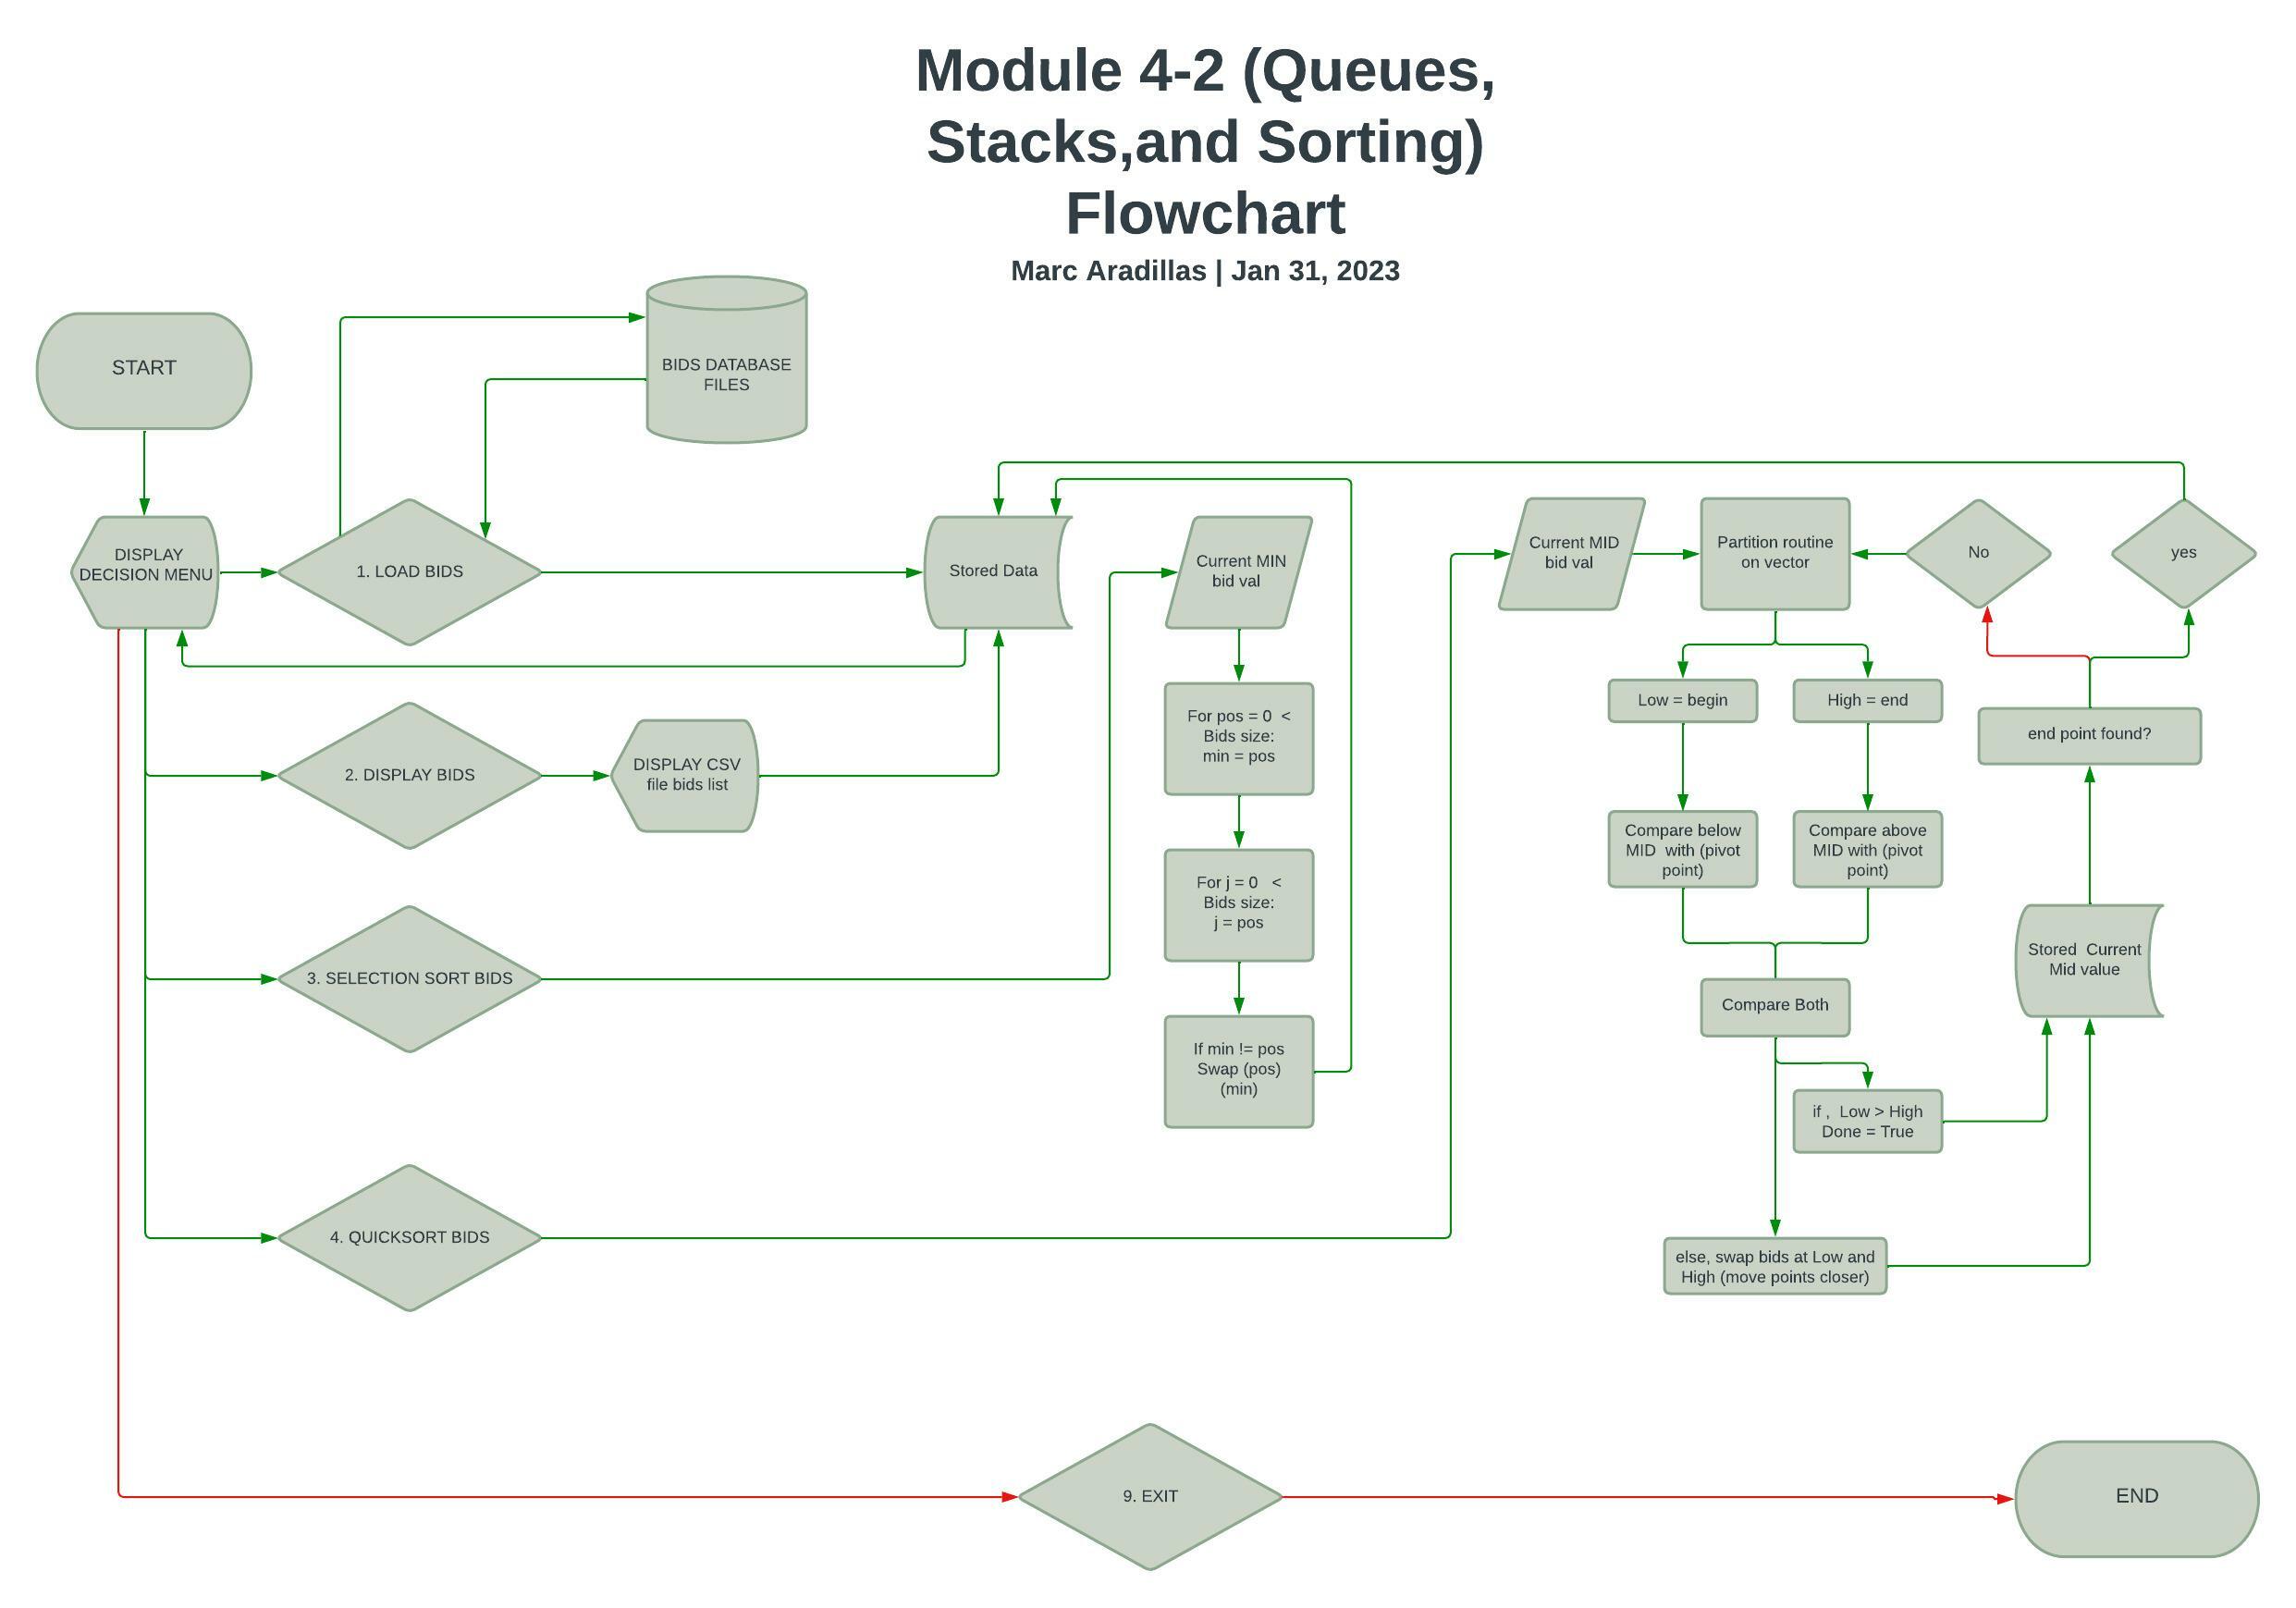 Module 4-2 (Queues,
Stacks,and Sorting)
Flowchart
Marc Aradillas | Jan 31, 2023
START
BIDS DATABASE
FILES
DISPLAY
DECISION MENU
1. LOAD BIDS
Stored Data
Current MIN
bid val
Current MID
bid val
Partition routine
on vector
No
yes
For pos = 0  <
Bids size:
min = pos
Low = begin
High = end
end point found?
2. DISPLAY BIDS
DISPLAY CSV
file bids list
For j = 0   <
Bids size:
j = pos
Compare below
MID  with (pivot
point)
Compare above
MID with (pivot
point)
3. SELECTION SORT BIDS
Stored  Current
Mid value
Compare Both
If min != pos
Swap (pos)
(min)
if ,  Low > High
Done = True
4. QUICKSORT BIDS
else, swap bids at Low and
High (move points closer)
9. EXIT
END